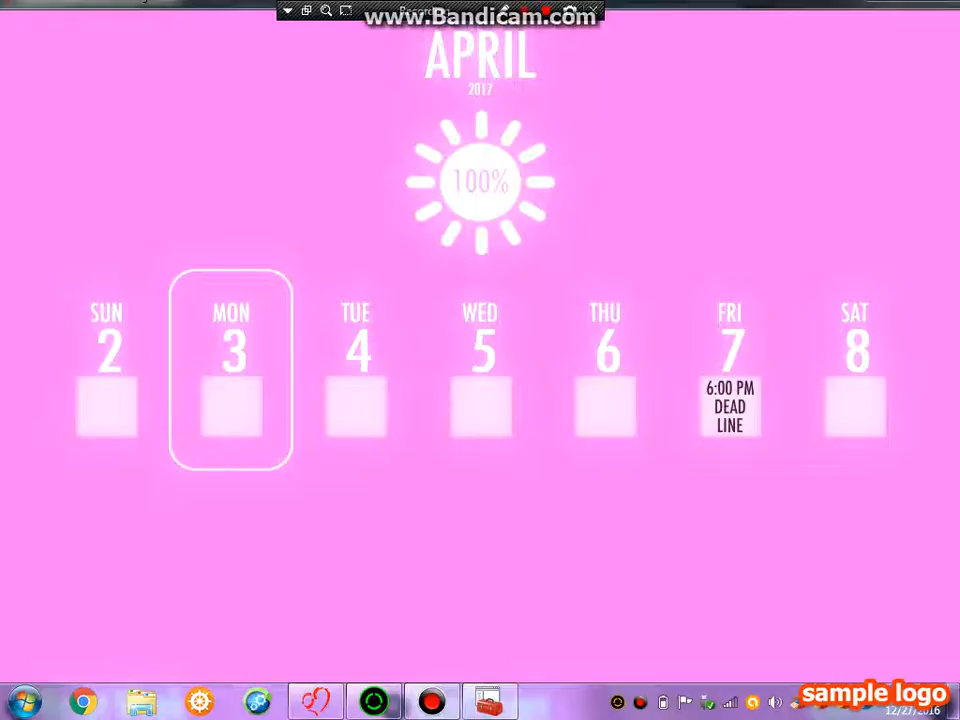 www.Bandicam.com
APRIL
2017
100%
SUN MON TUE WED THU FRI SAT
2 3 4 5 6 7 8
6:00 PM
DEAD
LINE
sample logo
12/27/2016